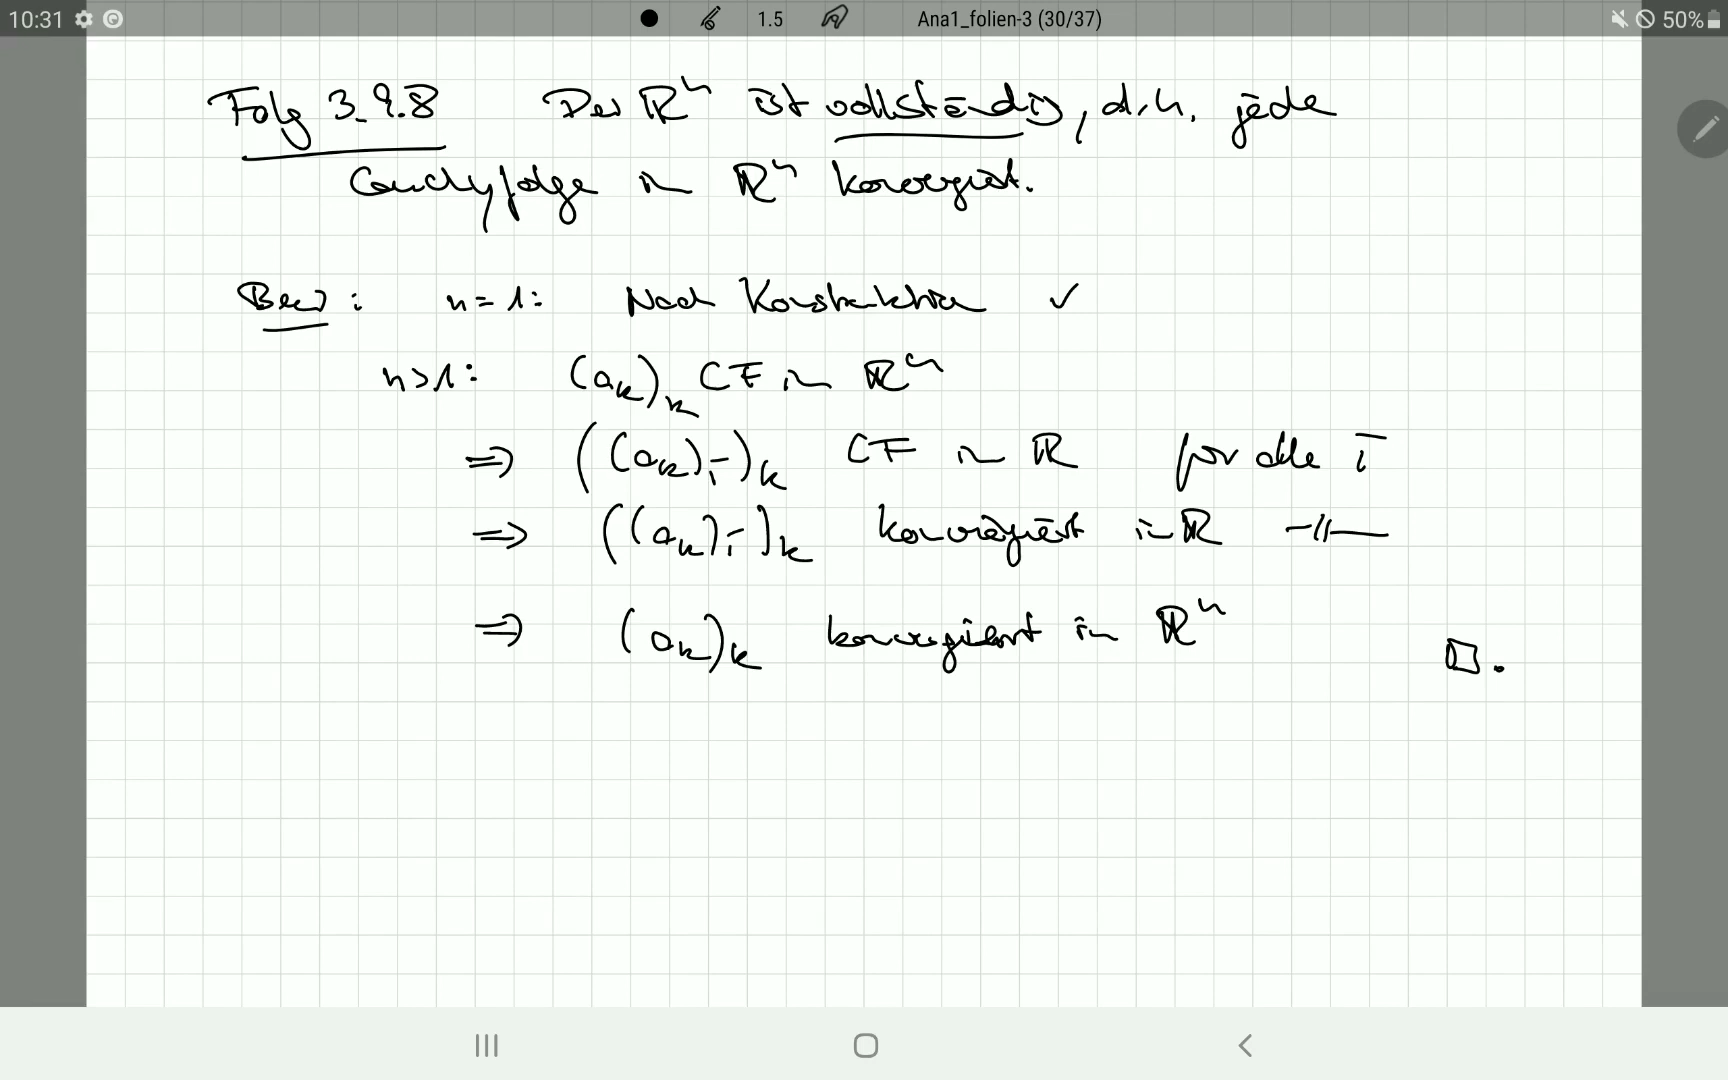 10:31 1.5 Ana1_folien-3 (30/37) 50%
Folg 3.9.8 Der ℝⁿ ist vollständig, d.h. jede
Cauchyfolge in ℝⁿ konvergiert.
Bew: n=1: Nach Konstruktion ✓
n>1: (aₖ)ₖ CF in ℝⁿ
⇒ ((aₖ)ᵢ)ₖ CF in ℝ für alle i
⇒ ((aₖ)ᵢ)ₖ konvergiert in ℝ —〃—
⇒ (aₖ)ₖ konvergiert in ℝⁿ □.